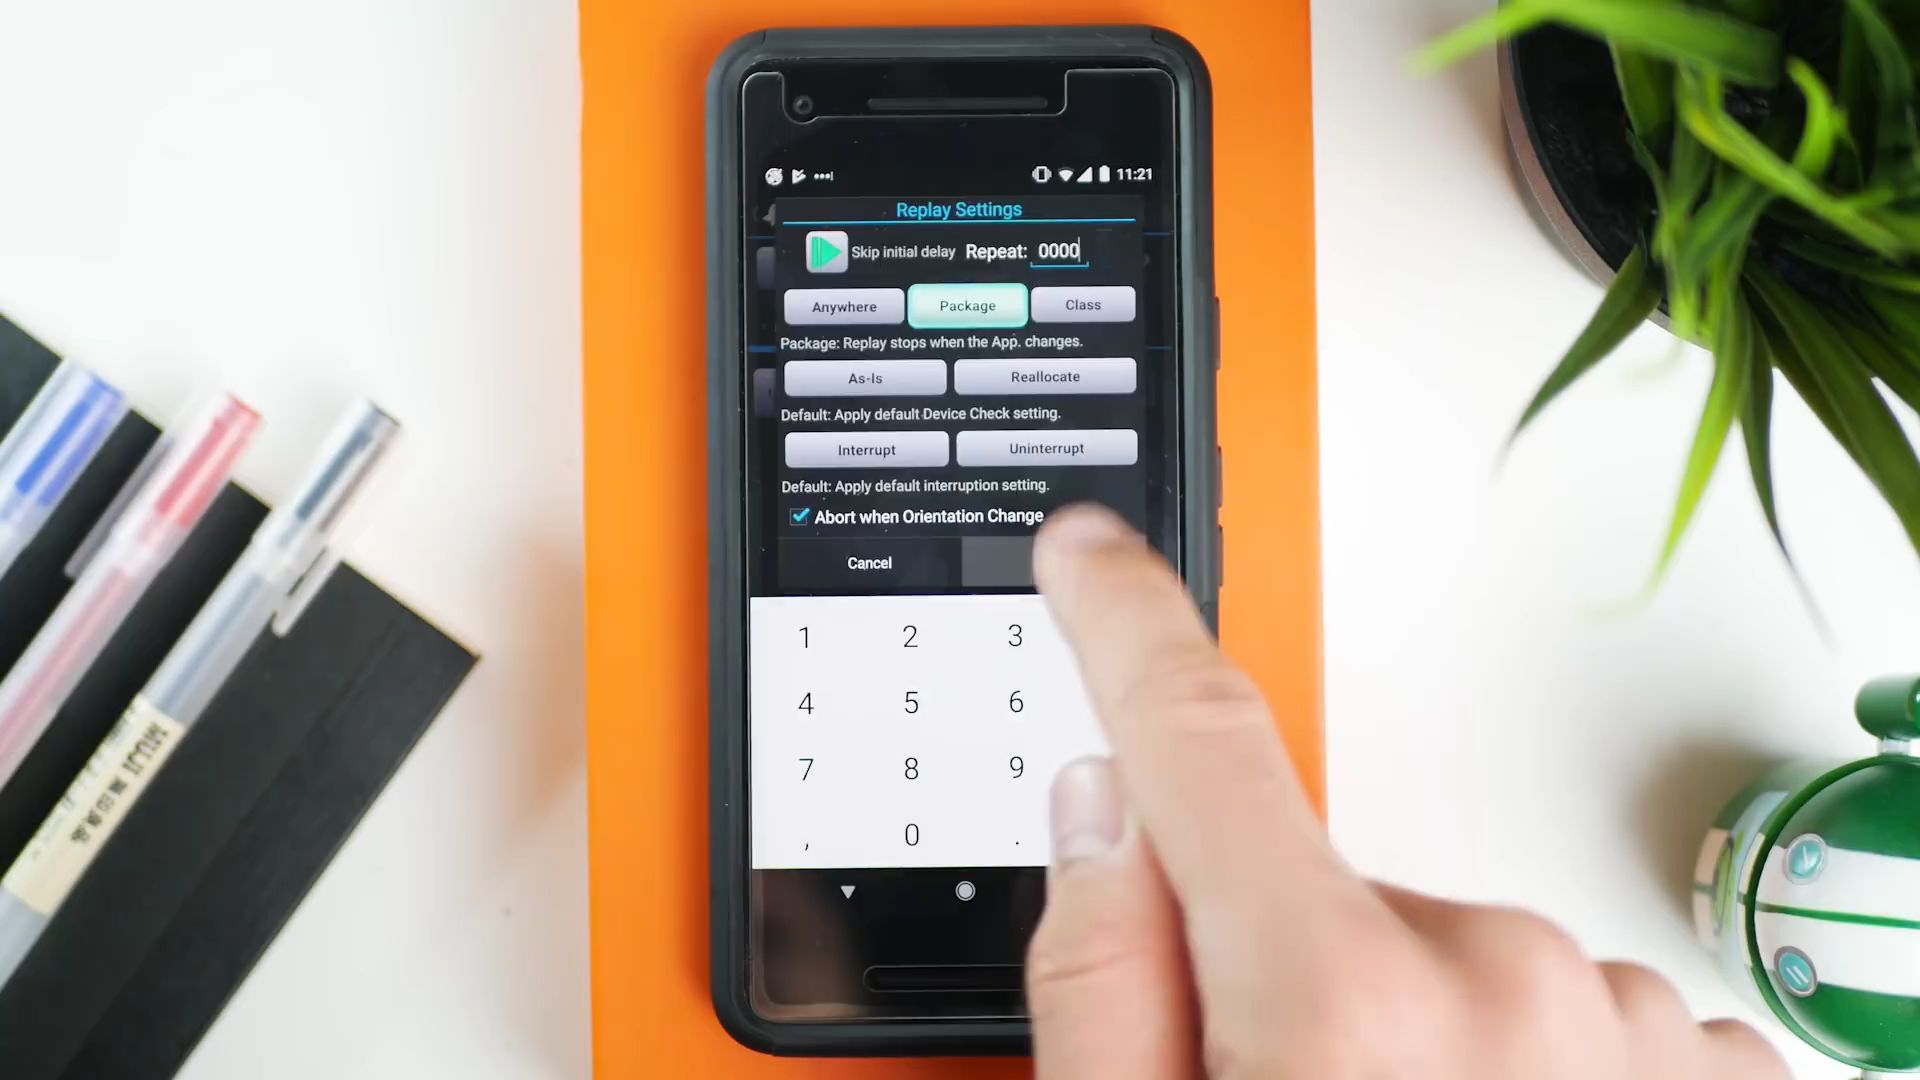 11:21
Replay Settings
Skip initial delay Repeat: 0000
Anywhere Package Class
Package: Replay stops when the App. changes.
As-Is Reallocate
Default: Apply default Device Check setting.
Interrupt Uninterrupt
Default: Apply default interruption setting.
Abort when Orientation Change
Cancel
1 2 3
4 5 6
7 8 9
, 0 .
MUJI